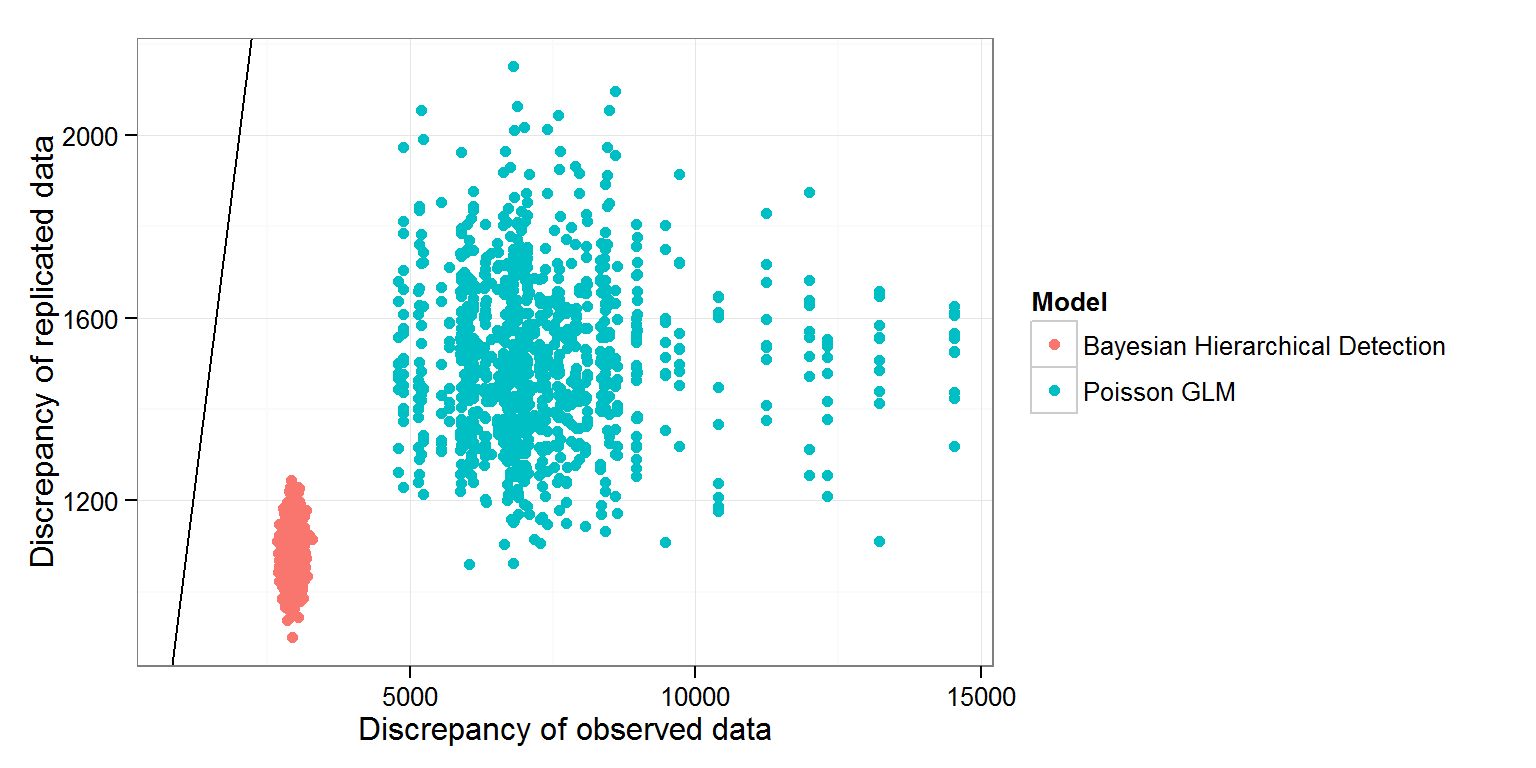 Discrepancy of replicated data
2000
1600
1200
5000 10000 15000
Discrepancy of observed data
Model
Bayesian Hierarchical Detection
Poisson GLM